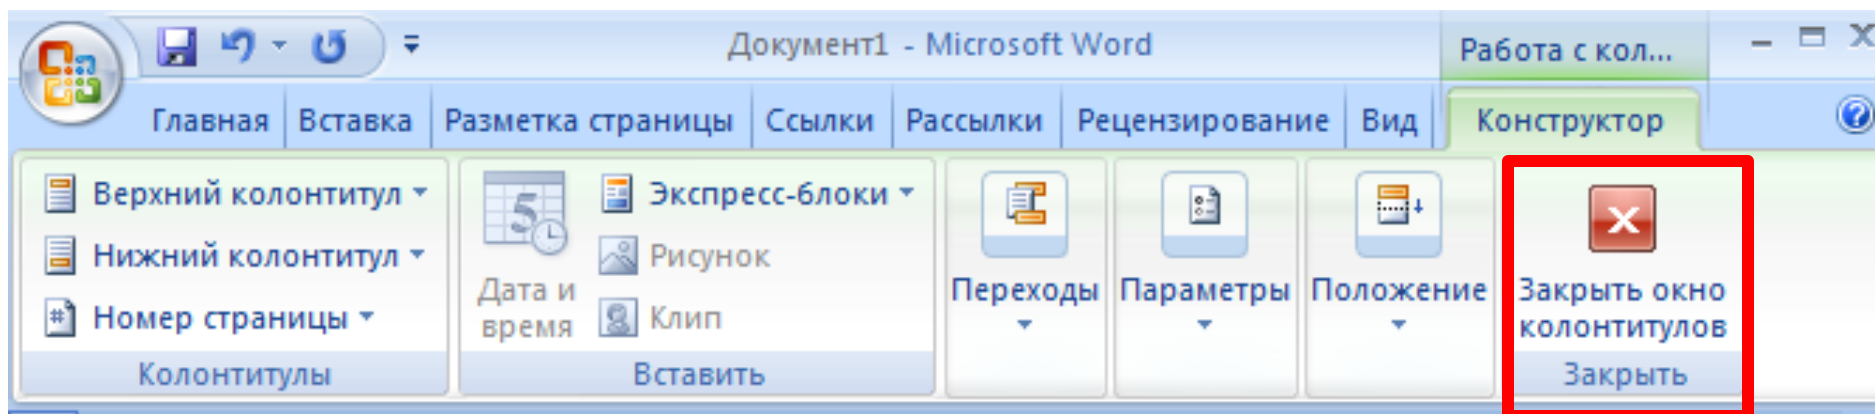 Документ1 - Microsoft Word
Работа с кол...
Главная Вставка Разметка страницы Ссылки Рассылки Рецензирование Вид Конструктор
Верхний колонтитул
Нижний колонтитул
Номер страницы
Колонтитулы
5
Дата и
время
Экспресс-блоки
Рисунок
Клип
Вставить
Переходы
Параметры
Положение
Закрыть окно
колонтитулов
Закрыть